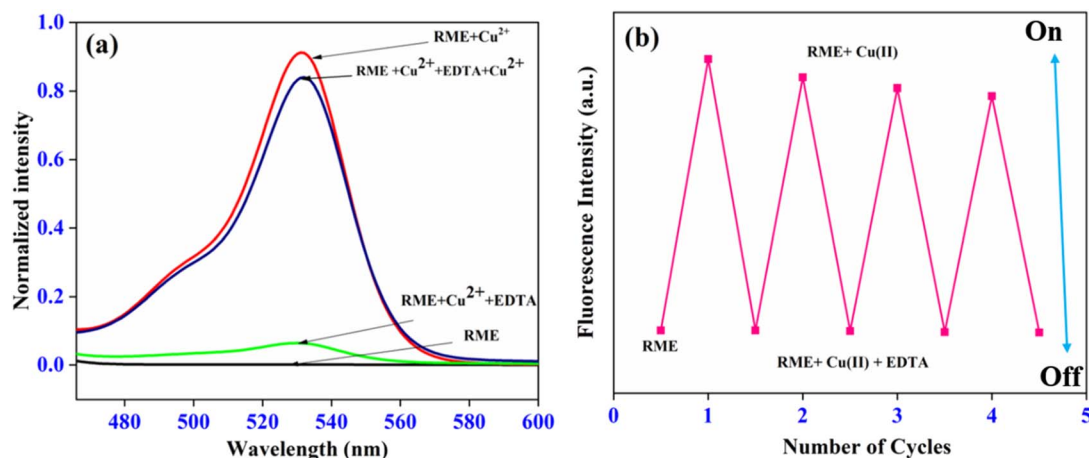 (a)
RME+Cu²⁺
RME +Cu²⁺+EDTA+Cu²⁺
RME+Cu²⁺+EDTA
RME
Normalized intensity
1.0
0.8
0.6
0.4
0.2
0.0
480 500 520 540 560 580 600
Wavelength (nm)
(b)
RME+ Cu(II)
On
Fluorescence Intensity (a.u.)
RME
RME+ Cu(II) + EDTA
Off
0 1 2 3 4 5
Number of Cycles